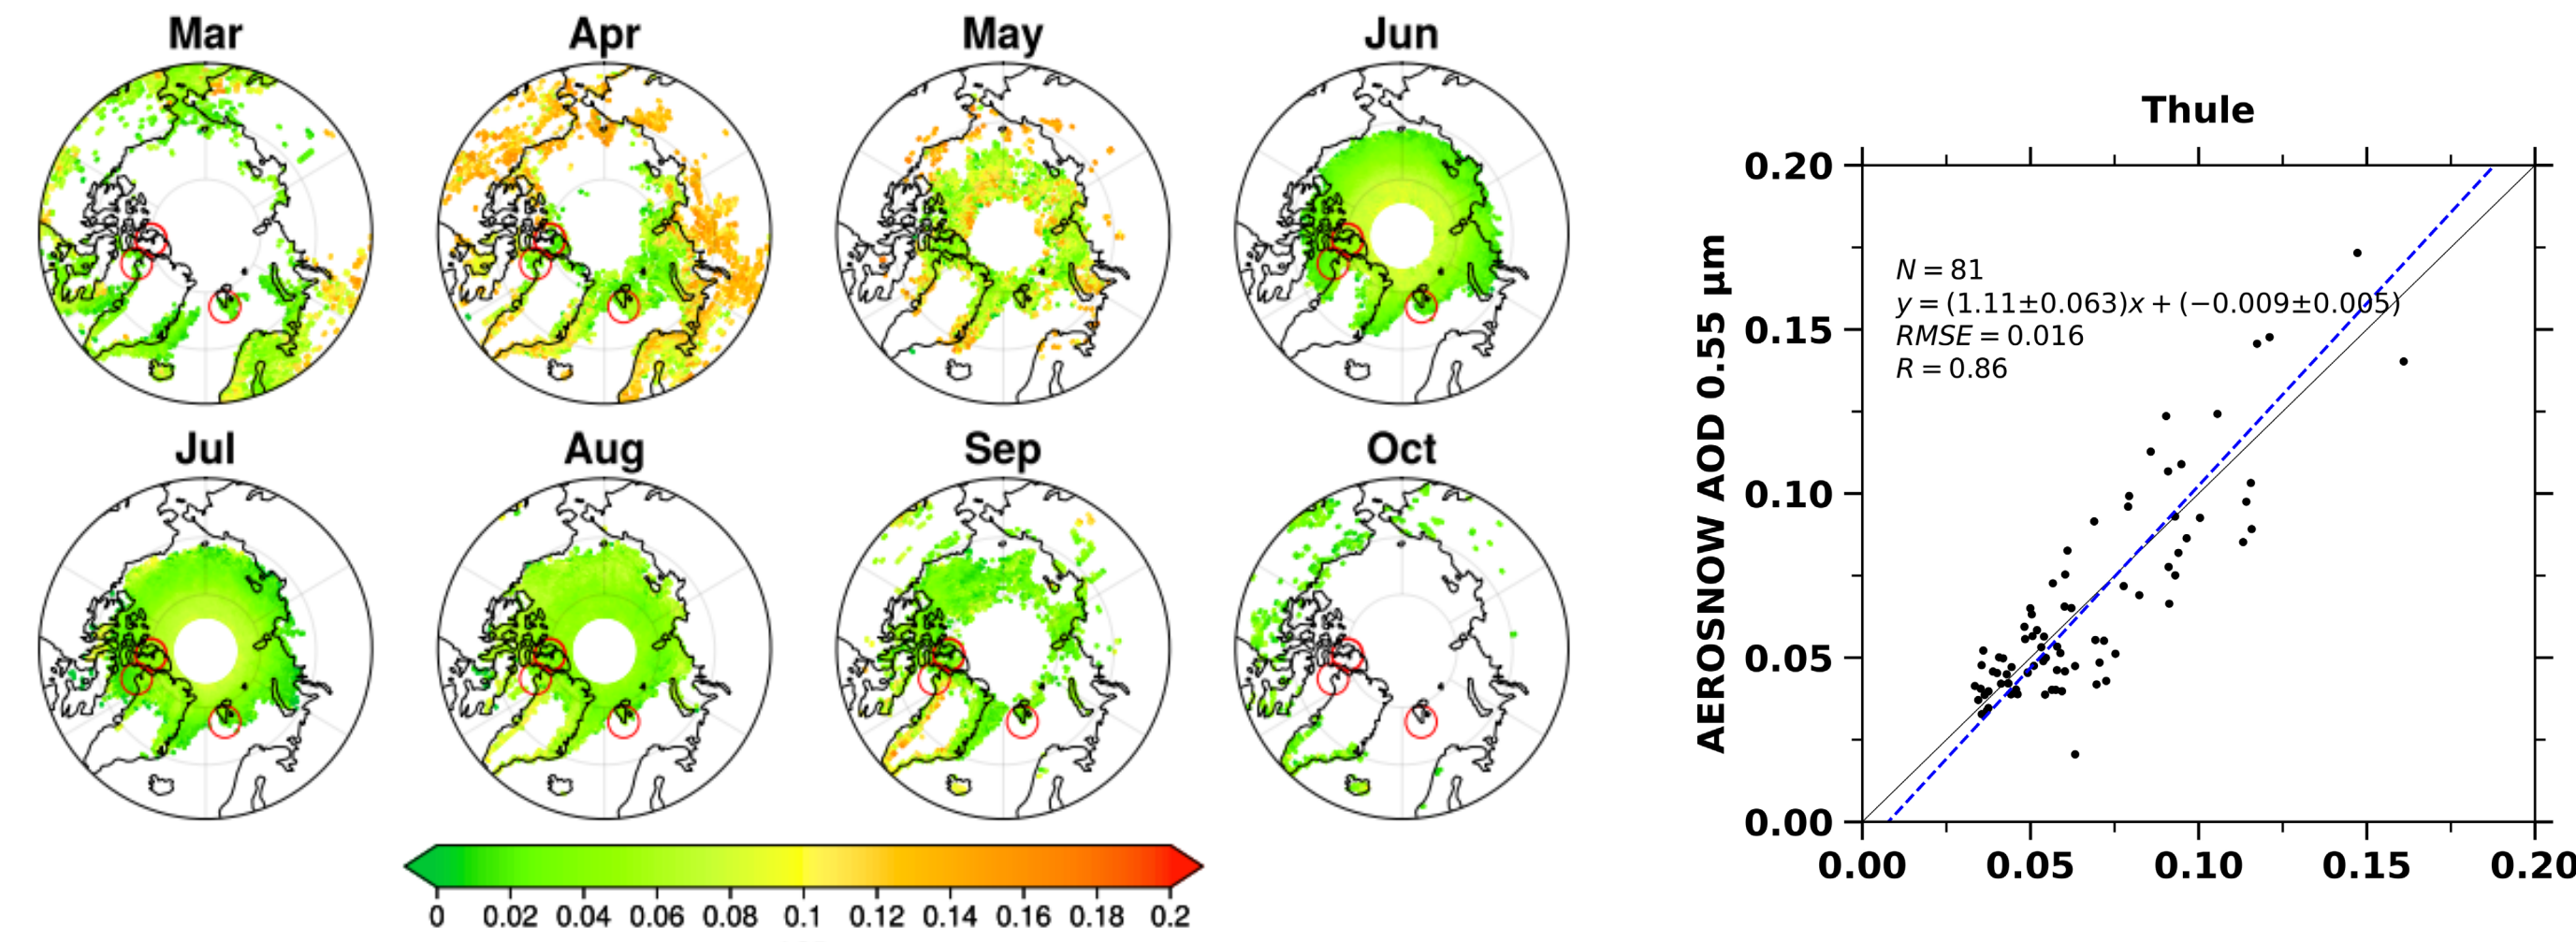 Mar Apr May Jun
Jul Aug Sep Oct
0 0.02 0.04 0.06 0.08 0.1 0.12 0.14 0.16 0.18 0.2
Thule
AEROSNOW AOD 0.55 µm
0.20
0.15
0.10
0.05
0.00
N = 81
y = (1.11±0.063)x + (−0.009±0.005)
RMSE = 0.016
R = 0.86
0.00 0.05 0.10 0.15 0.20